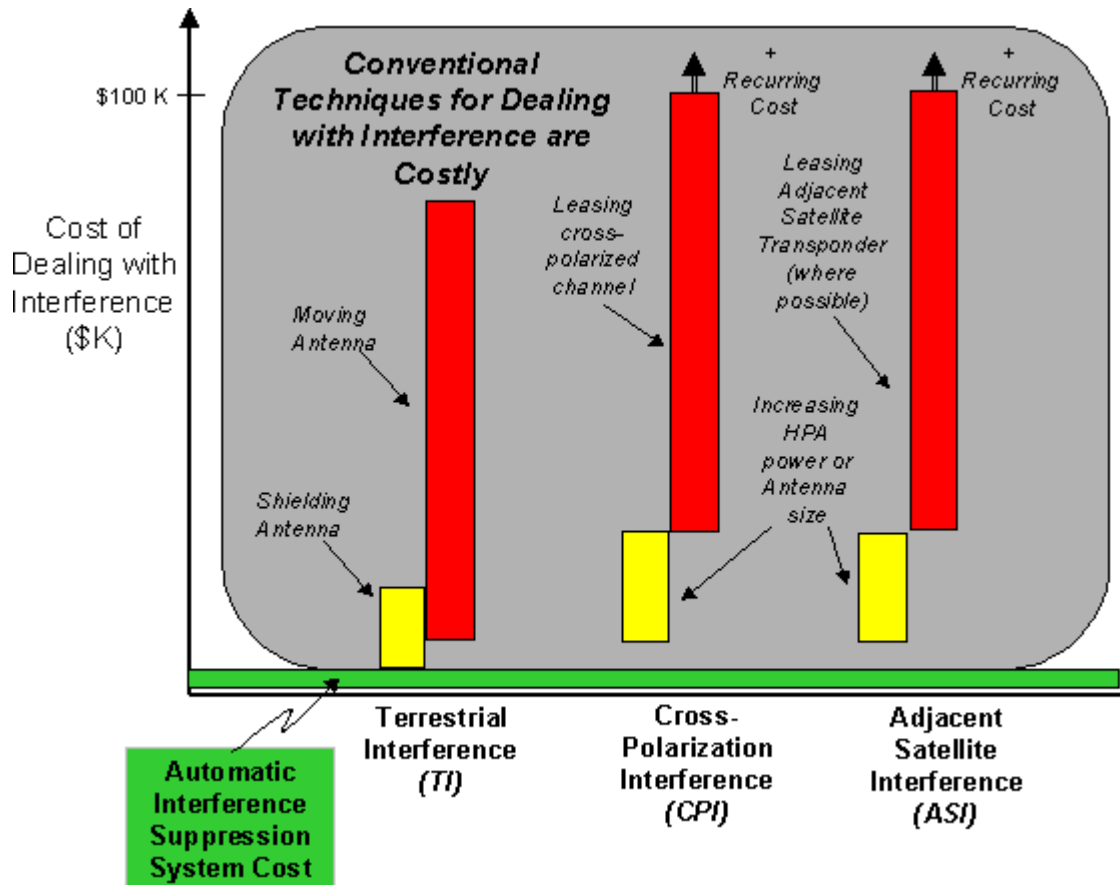 Conventional
Techniques for Dealing
with Interference are
Costly
+
Recurring
Cost
+
Recurring
Cost
$100 K
Cost of
Dealing with
Interference
($K)
Leasing
cross-
polarized
channel
Leasing
Adjacent
Satellite
Transponder
(where
possible)
Moving
Antenna
Increasing
HPA
power or
Antenna
size
Shielding
Antenna
Terrestrial
Interference
(TI)
Cross-
Polarization
Interference
(CPI)
Adjacent
Satellite
Interference
(ASI)
Automatic
Interference
Suppression
System Cost